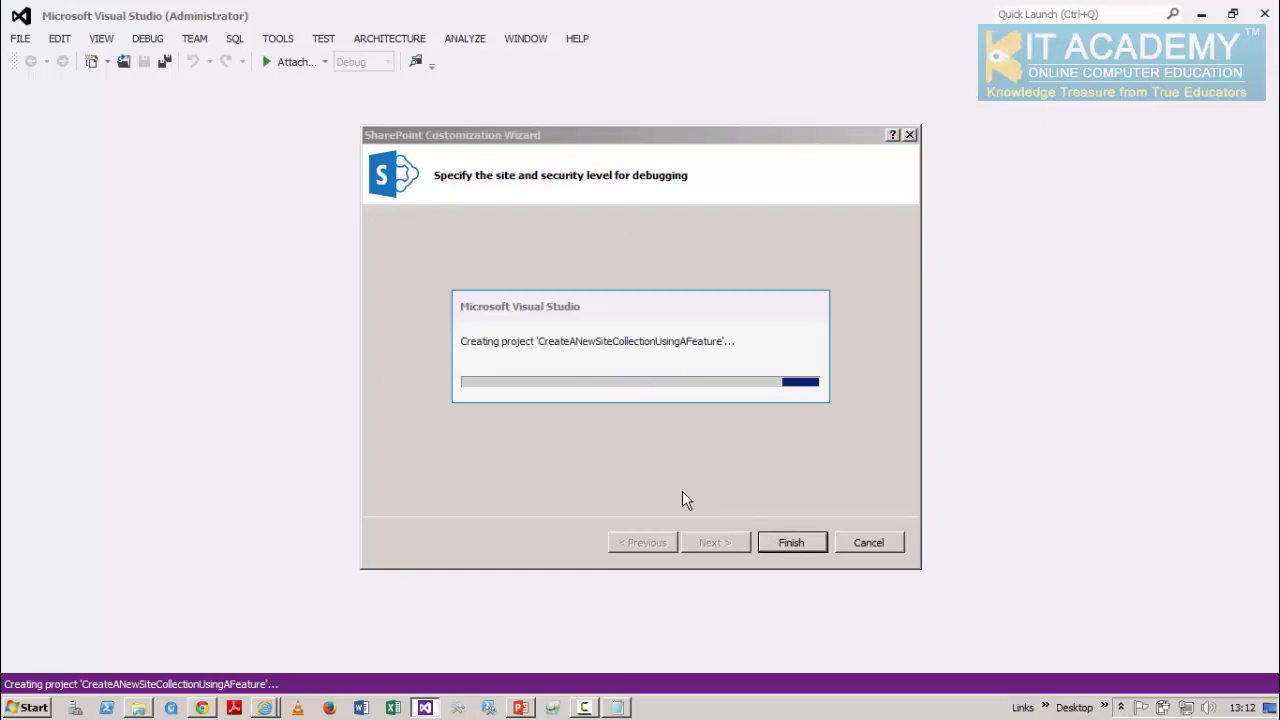 Microsoft Visual Studio (Administrator)
Quick Launch (Ctrl+Q)
FILE EDIT VIEW DEBUG TEAM SQL TOOLS TEST ARCHITECTURE ANALYZE WINDOW HELP
Attach... Debug
KIT ACADEMY TM
ONLINE COMPUTER EDUCATION
Knowledge Treasure from True Educators
SharePoint Customization Wizard
Specify the site and security level for debugging
Microsoft Visual Studio
Creating project 'CreateANewSiteCollectionUsingAFeature'...
< Previous Next > Finish Cancel
Creating project 'CreateANewSiteCollectionUsingAFeature'...
Start Links Desktop 13:12